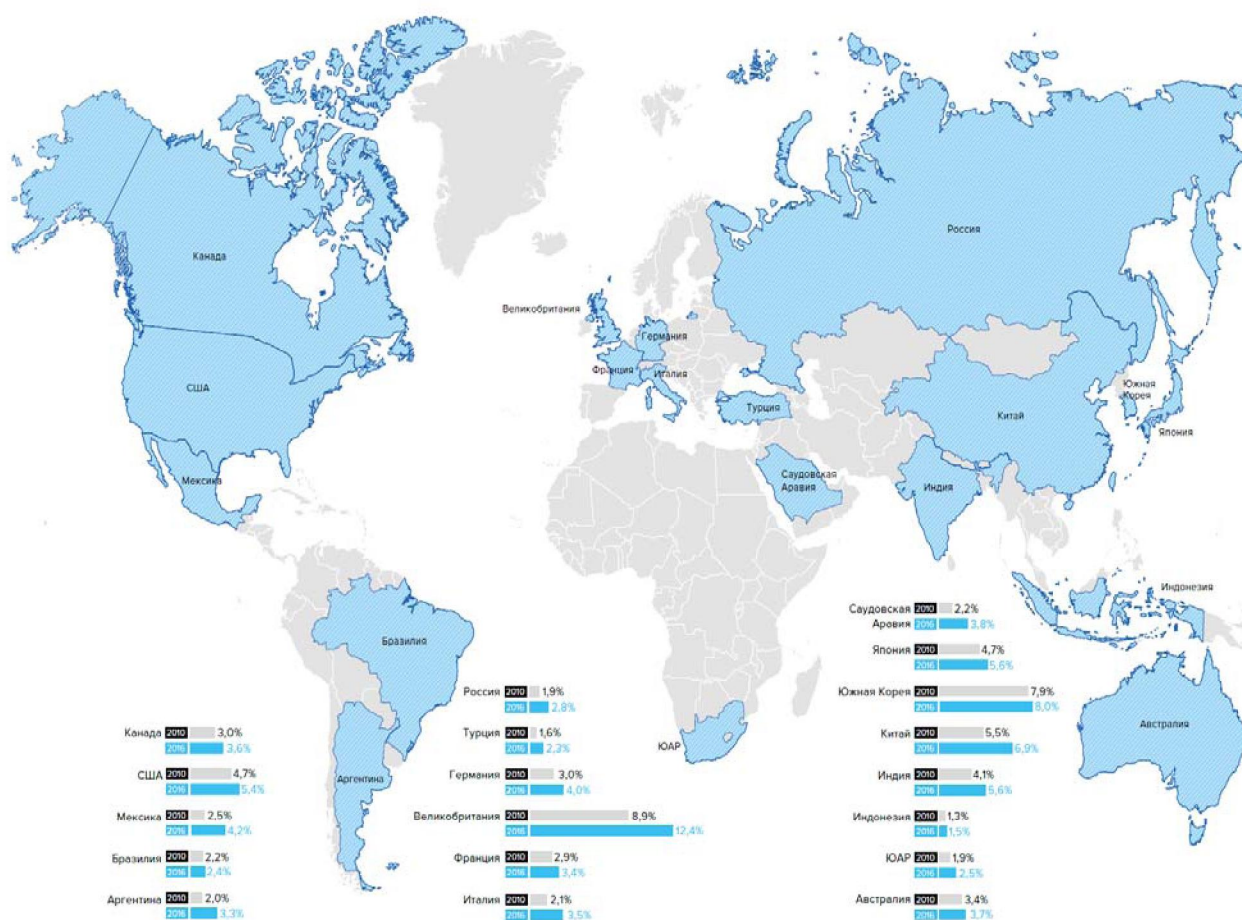 Канада
США
Мексика
Бразилия
Аргентина
Великобритания
Германия
Франция
Италия
Турция
Саудовская
Аравия
ЮАР
Россия
Китай
Индия
Южная
Корея
Япония
Индонезия
Австралия
Канада 2010 3,0%
2016 3,6%
США 2010 4,7%
2016 5,4%
Мексика 2010 2,5%
2016 4,2%
Бразилия 2010 2,2%
2016 2,4%
Аргентина 2010 2,0%
2016 3,3%
Россия 2010 1,9%
2016 2,8%
Турция 2010 1,6%
2016 2,3%
Германия 2010 3,0%
2016 4,0%
Великобритания 2010 8,9%
2016 12,4%
Франция 2010 2,9%
2016 3,4%
Италия 2010 2,1%
2016 3,5%
Саудовская 2010 2,2%
Аровия 2016 3,8%
Япония 2010 4,7%
2016 5,6%
Южная Корея 2010 7,9%
2016 8,0%
Китай 2010 5,5%
2016 6,9%
Индия 2010 4,1%
2016 5,6%
Индонезия 2010 1,3%
2016 1,5%
ЮАР 2010 1,9%
2016 2,5%
Австралия 2010 3,4%
2016 3,7%